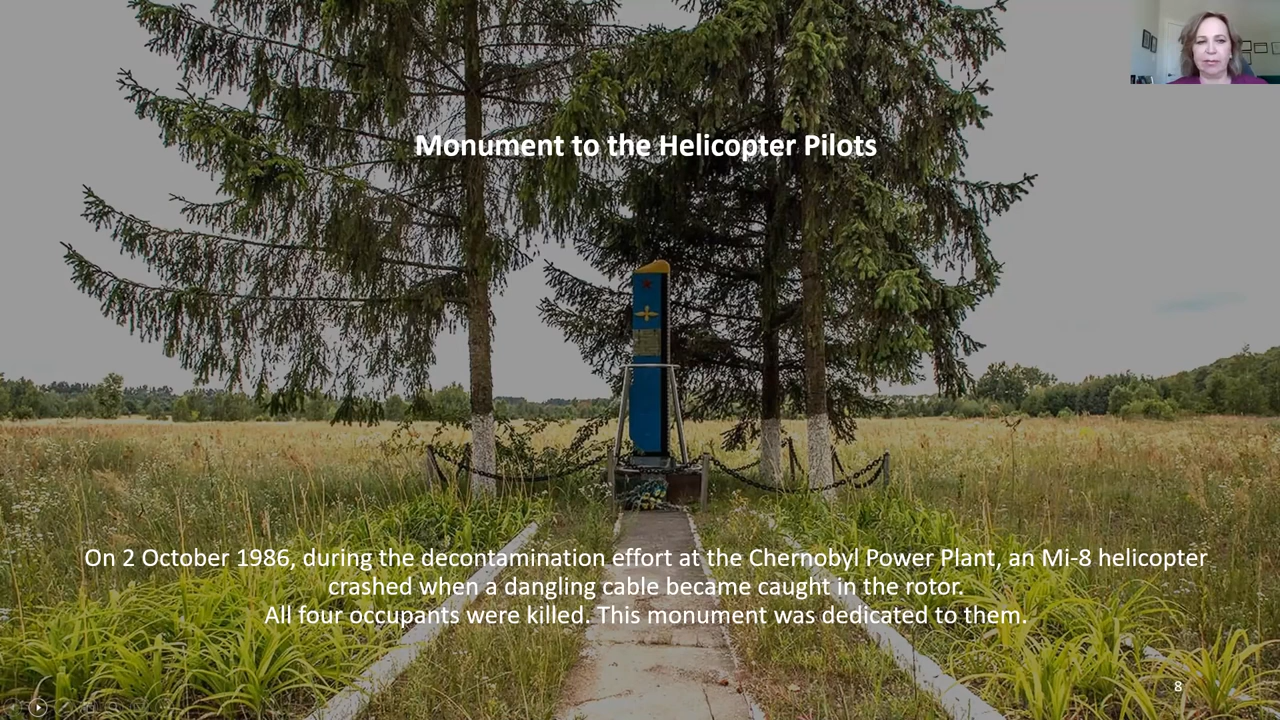 Monument to the Helicopter Pilots
On 2 October 1986, during the decontamination effort at the Chernobyl Power Plant, an Mi-8 helicopter
crashed when a dangling cable became caught in the rotor.
All four occupants were killed. This monument was dedicated to them.
8